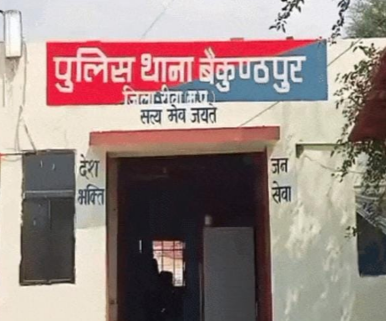 पुलिस थाना बैकुण्ठपुर
जिला-रीवा म.प्र.
सत्य मेव जयते
देश
भक्ति
जन
सेवा